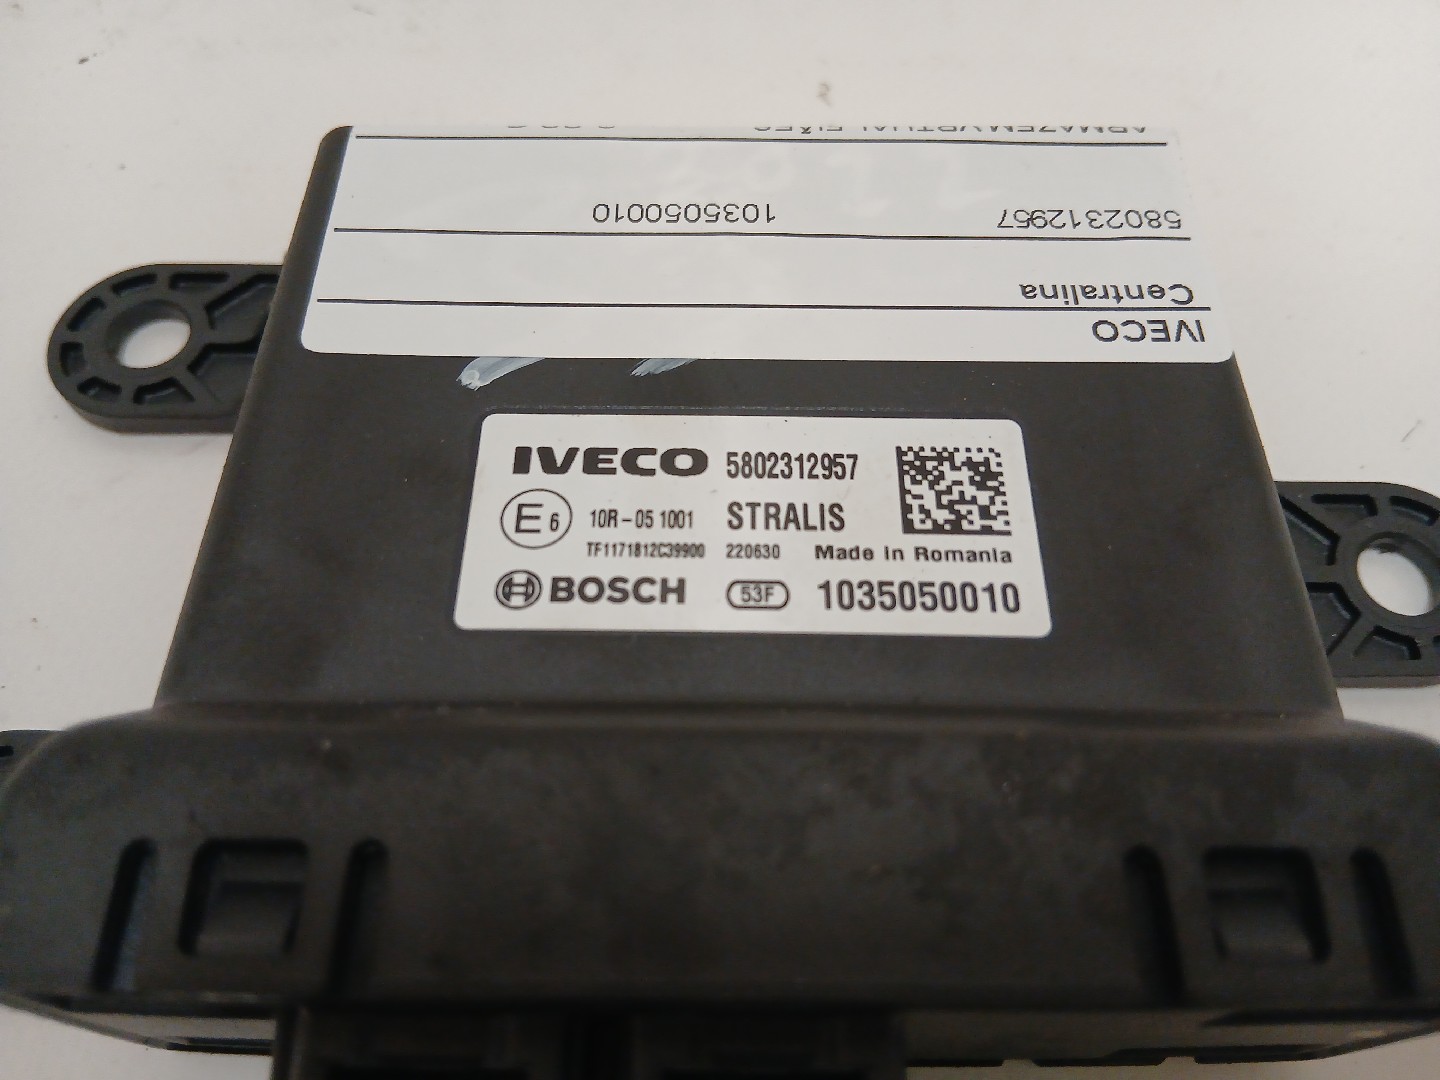 IVECO
Centralina
5802312957 1035050010
IVECO 5802312957
E6 10R-05 1001 STRALIS
TF1171812C39900 220630 Made in Romania
BOSCH 53F 1035050010